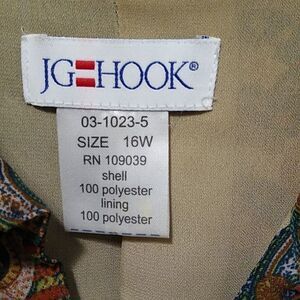 JG HOOK®
03-1023-5
SIZE 16W
RN 109039
shell
100 polyester
lining
100 polyester